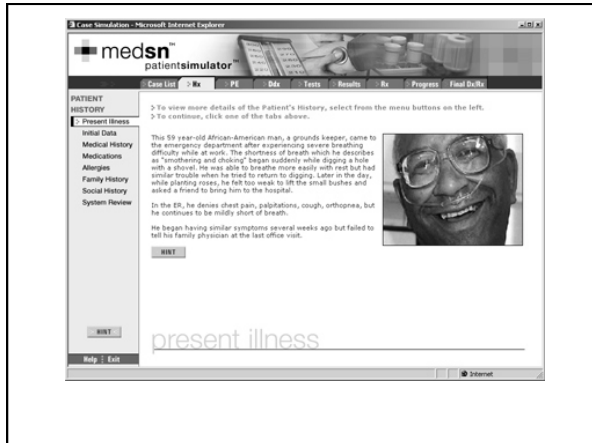 Case Simulation - Microsoft Internet Explorer
medsn™
patientsimulator™
Case List > Hx > PE > Ddx > Tests > Results > Rx Progress Final Dx/Rx
PATIENT
HISTORY
> Present Illness
Initial Data
Medical History
Medications
Allergies
Family History
Social History
System Review
HINT
Help | Exit
> To view more details of the Patient's History, select from the menu buttons on the left.
> To continue, click one of the tabs above.
This 59 year-old African-American man, a grounds keeper, came to
the emergency department after experiencing severe breathing
difficulty while at work. The shortness of breath which he describes
as "smothering and choking" began suddenly while digging a hole
with a shovel. He was able to breathe more easily with rest but had
similar trouble when he tried to return to digging. Later in the day,
while planting roses, he felt too weak to lift the small bushes and
asked a friend to bring him to the hospital.
In the ER, he denies chest pain, palpitations, cough, orthopnea, but
he continues to be mildly short of breath.
He began having similar symptoms several weeks ago but failed to
tell his family physician at the last office visit.
HINT
present illness
Internet